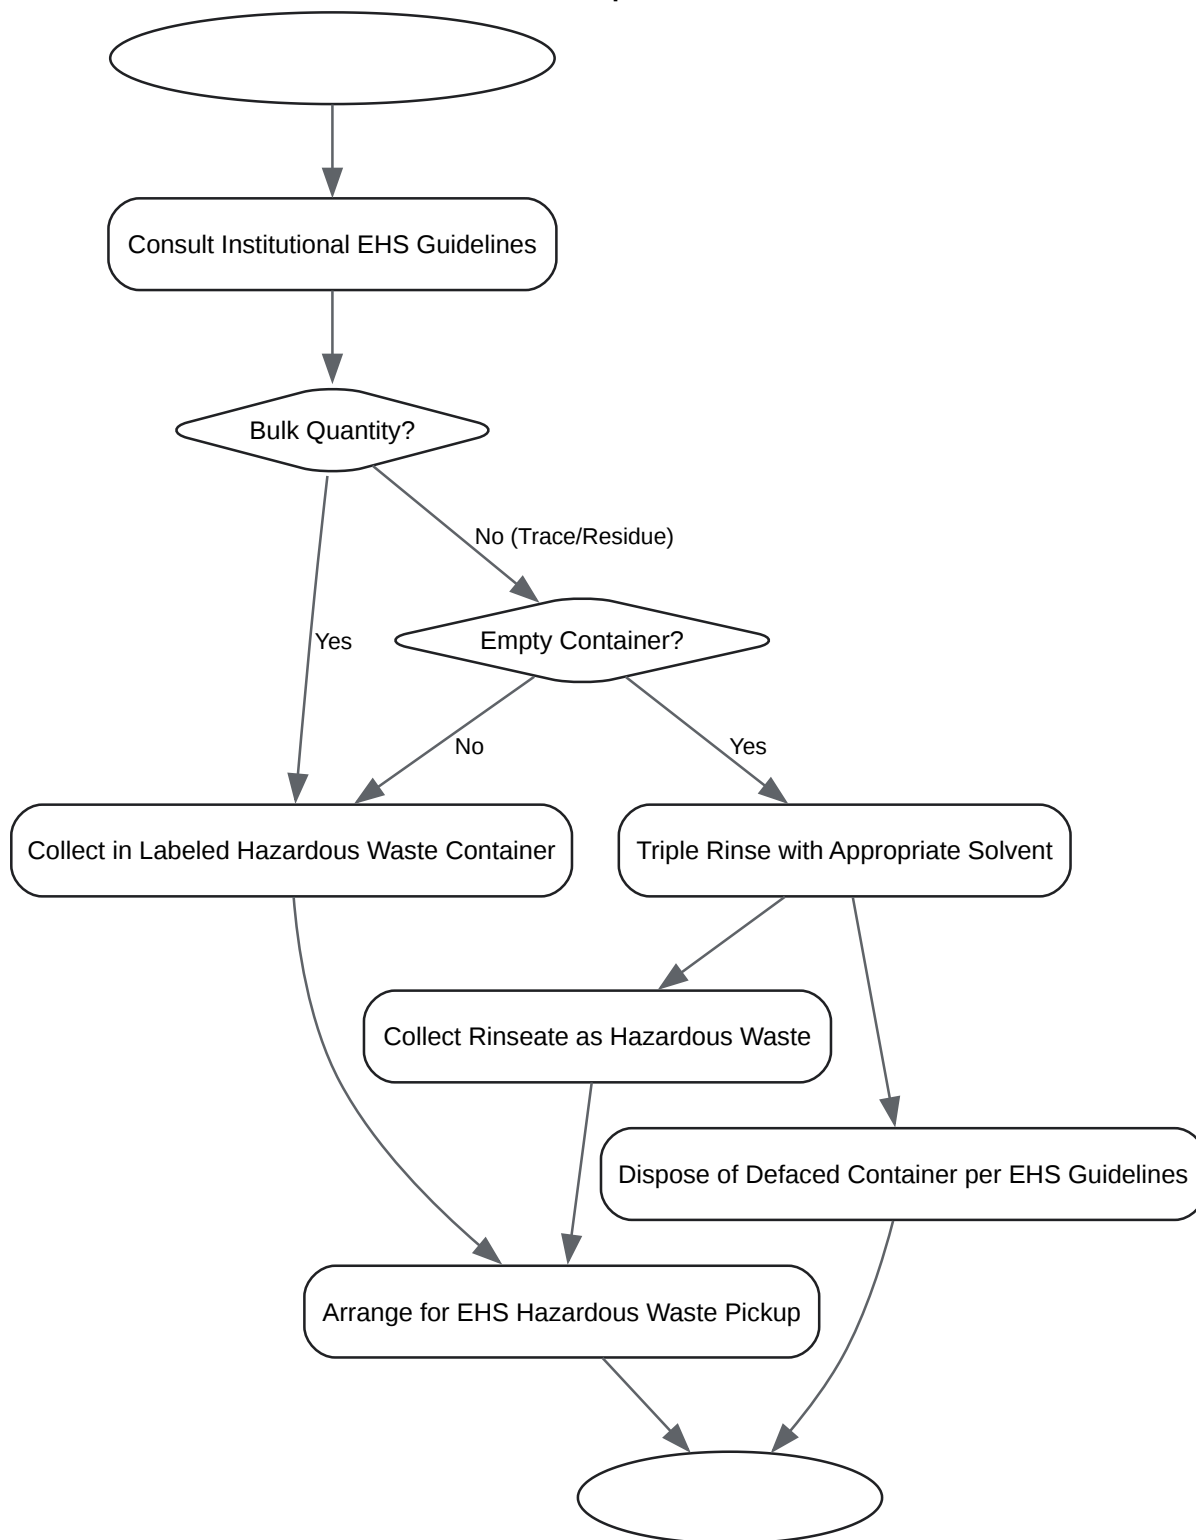 Consult Institutional EHS Guidelines
Bulk Quantity?
No (Trace/Residue)
Yes
Empty Container?
No
Yes
Collect in Labeled Hazardous Waste Container
Triple Rinse with Appropriate Solvent
Collect Rinseate as Hazardous Waste
Dispose of Defaced Container per EHS Guidelines
Arrange for EHS Hazardous Waste Pickup